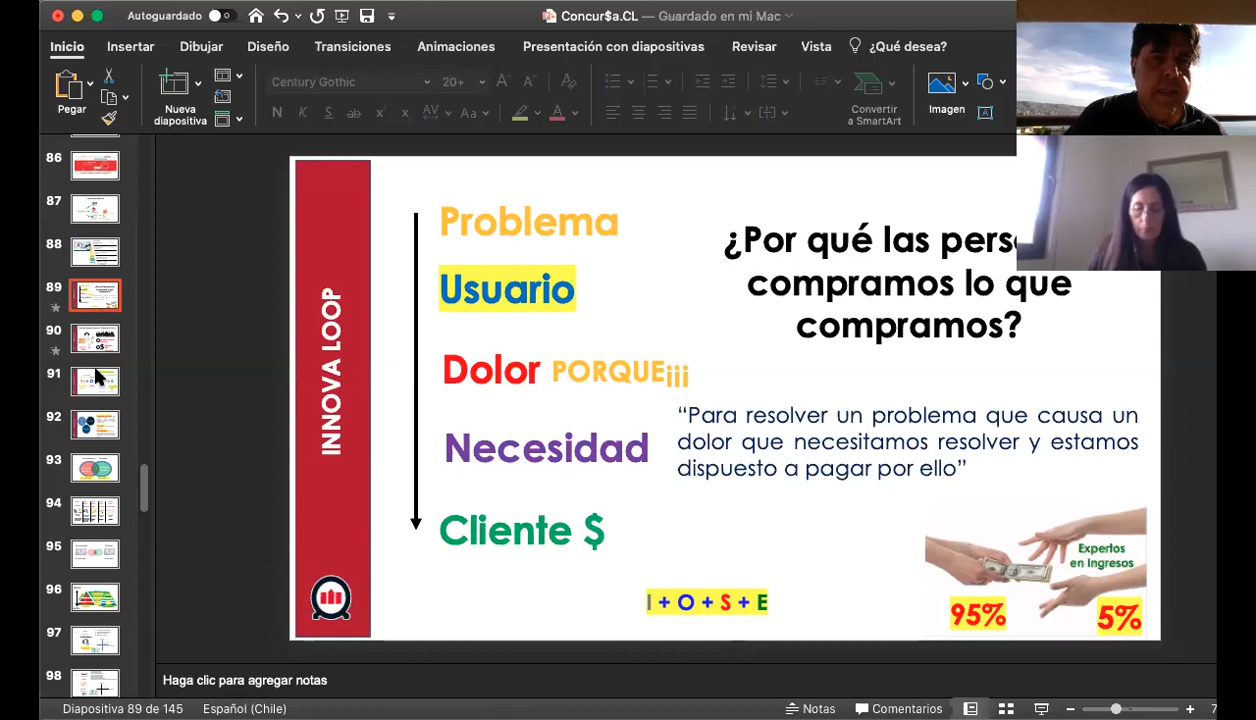 Autoguardado
Concur$a.CL — Guardado en mi Mac
Inicio
Insertar
Dibujar
Diseño
Transiciones
Animaciones
Presentación con diapositivas
Revisar
Vista
¿Qué desea?
Pegar
Nueva
diapositiva
Century Gothic
20+
N
K
S
ab
x
x
AV
Aa
A
Convertir
a SmartArt
Imagen
86
87
88
89
90
91
92
93
94
95
96
97
98
INNOVA LOOP
Problema
Usuario
Dolor PORQUE¡¡¡
Necesidad
Cliente $
¿Por qué las
compramos lo que
compramos?
“Para resolver un problema que causa un
dolor que necesitamos resolver y estamos
dispuesto a pagar por ello”
I + O + S + E
Expertos
en Ingresos
95%
5%
Haga clic para agregar notas
Diapositiva 89 de 145
Español (Chile)
Notas
Comentarios